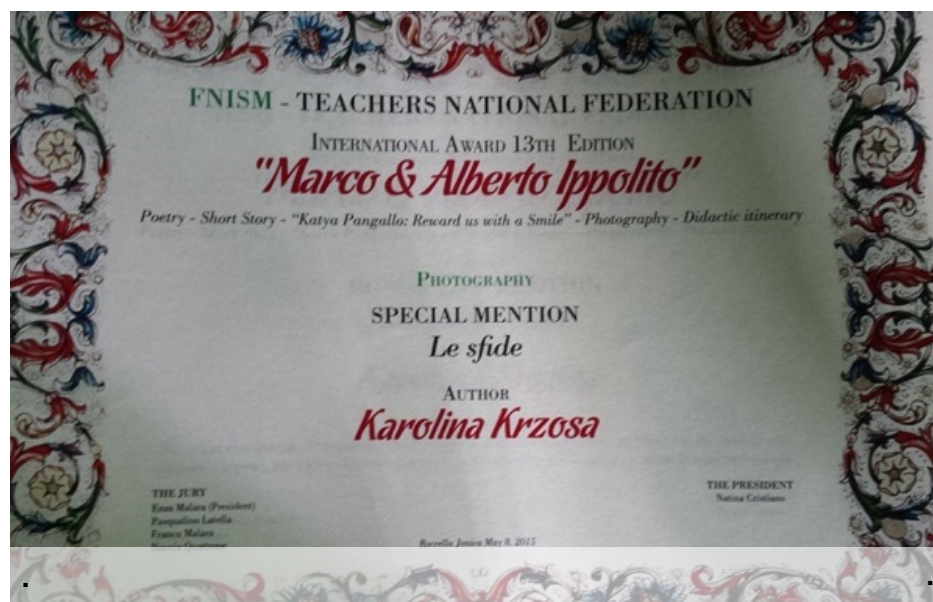 FNISM - TEACHERS NATIONAL FEDERATION
INTERNATIONAL AWARD 13TH EDITION
"Marco & Alberto Ippolito"
Poetry - Short Story - "Katya Pangallo: Reward us with a Smile" - Photography - Didactic itinerary
PHOTOGRAPHY
SPECIAL MENTION
Le sfide
AUTHOR
Karolina Krzosa
THE JURY
Enzo Malara (President)
Pasqualino Latella
Franco Malara
THE PRESIDENT
Natina Cristiano
Roccella Jonica May 8, 2015